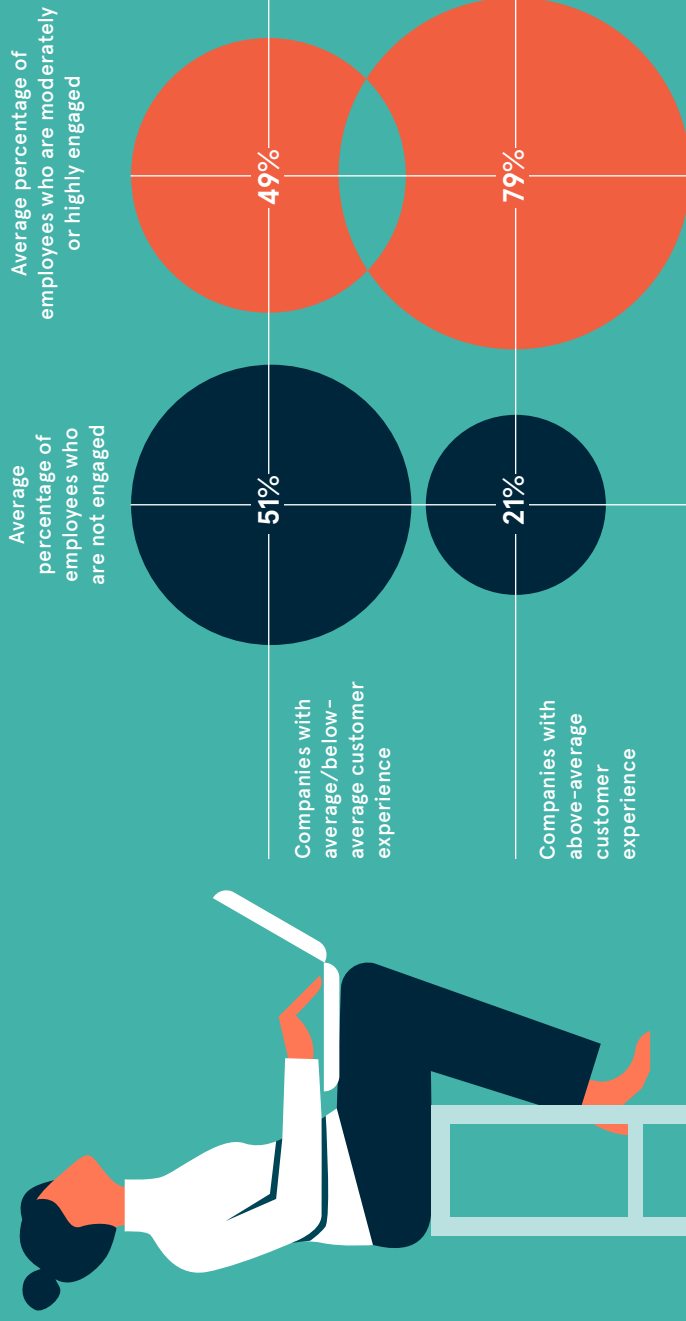 Average percentage of
employees who are moderately
or highly engaged
49%
79%
Average
percentage of
employees who
are not engaged
51%
21%
Companies with
average/below-
average customer
experience
Companies with
above-average
customer
experience